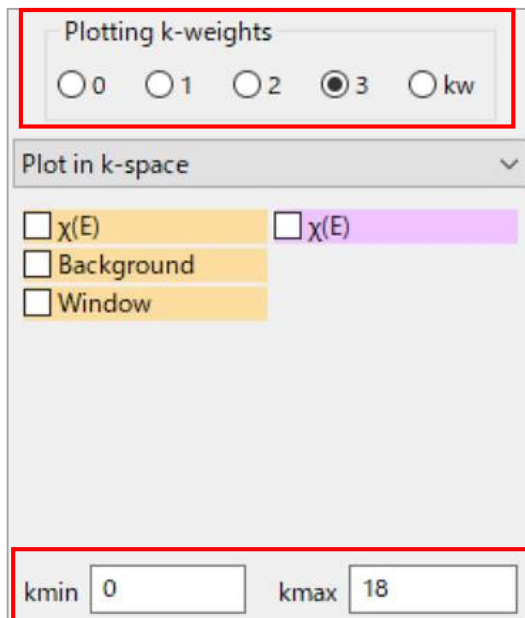 Plotting k-weights
0 1 2 3 kw
Plot in k-space
χ(E) χ(E)
Background
Window
kmin 0 kmax 18